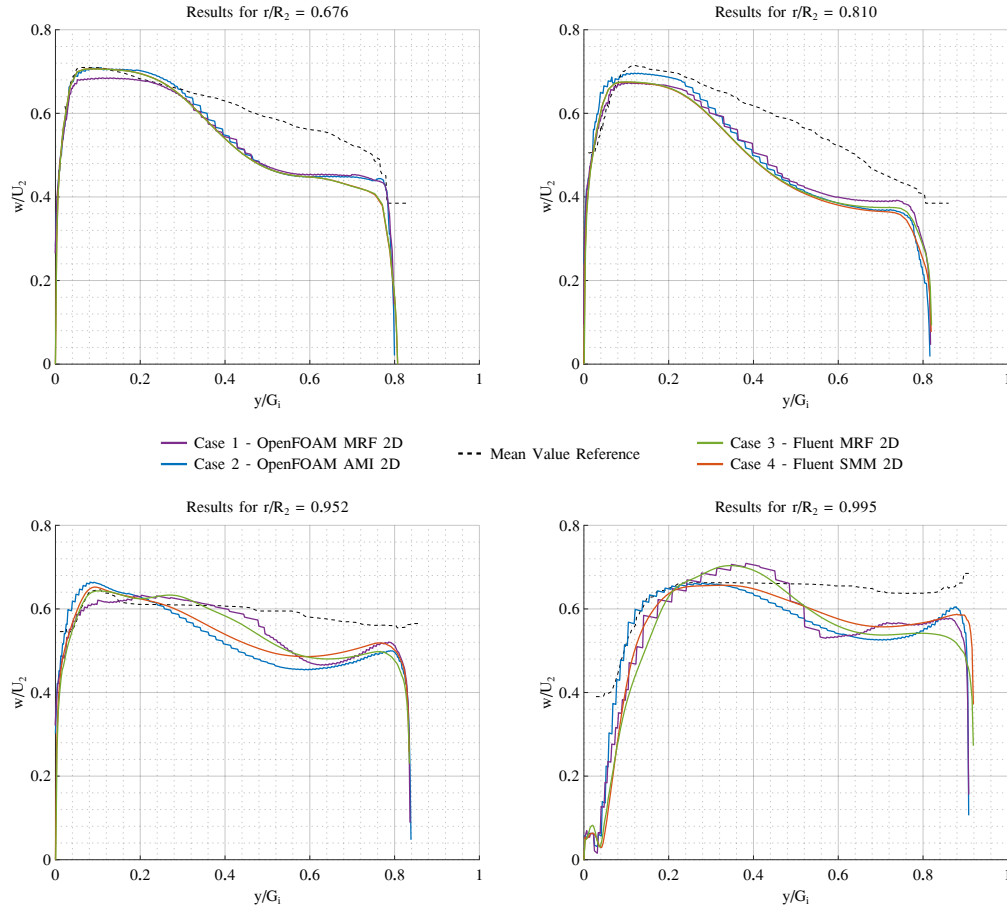 Results for r/R2 = 0.676
Results for r/R2 = 0.810
0.8
0.6
0.4
0.2
0
w/U2
0 0.2 0.4 0.6 0.8 1
y/Gi
0.8
0.6
0.4
0.2
0
w/U2
0 0.2 0.4 0.6 0.8 1
y/Gi
Case 1 - OpenFOAM MRF 2D
Case 2 - OpenFOAM AMI 2D
Mean Value Reference
Case 3 - Fluent MRF 2D
Case 4 - Fluent SMM 2D
Results for r/R2 = 0.952
Results for r/R2 = 0.995
0.8
0.6
0.4
0.2
0
w/U2
0 0.2 0.4 0.6 0.8 1
y/Gi
0.8
0.6
0.4
0.2
0
w/U2
0 0.2 0.4 0.6 0.8 1
y/Gi